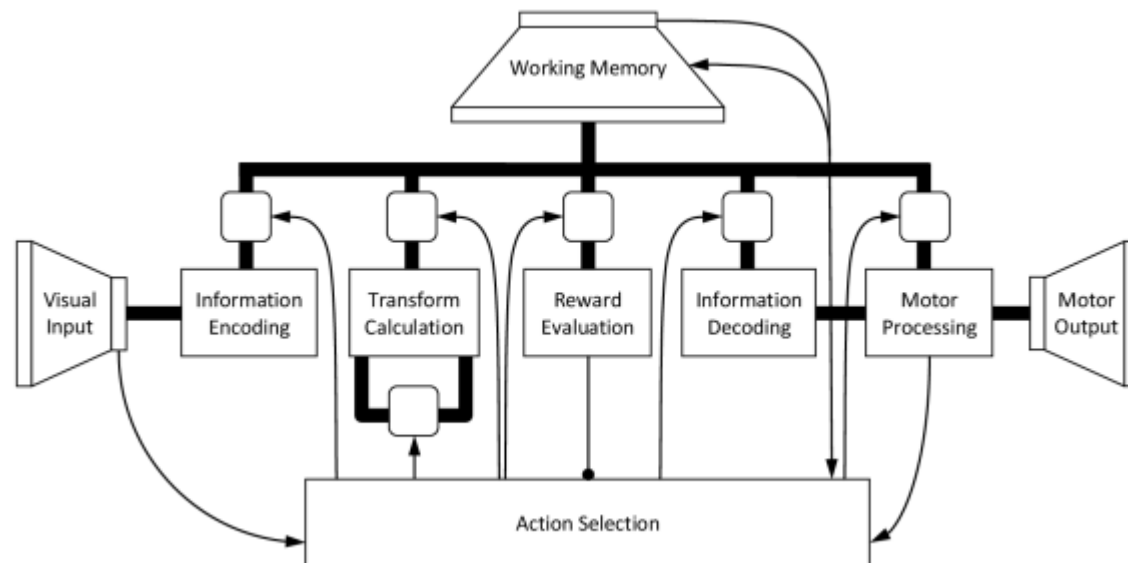 Working Memory
Visual
Input
Information
Encoding
Transform
Calculation
Reward
Evaluation
Information
Decoding
Motor
Processing
Motor
Output
Action Selection